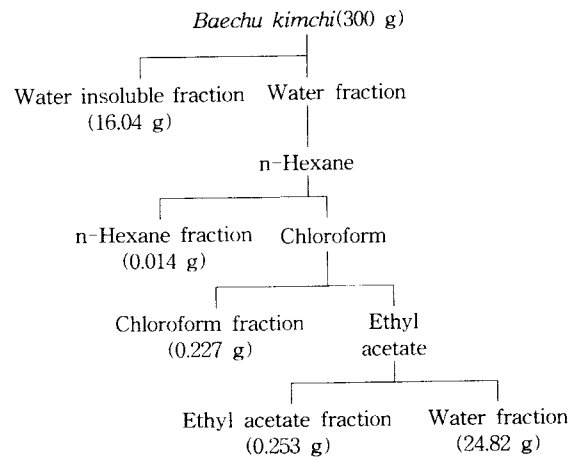 Baechu kimchi(300 g)
Water insoluble fraction
(16.04 g)
Water fraction
n-Hexane
n-Hexane fraction
(0.014 g)
Chloroform
Chloroform fraction
(0.227 g)
Ethyl
acetate
Ethyl acetate fraction
(0.253 g)
Water fraction
(24.82 g)